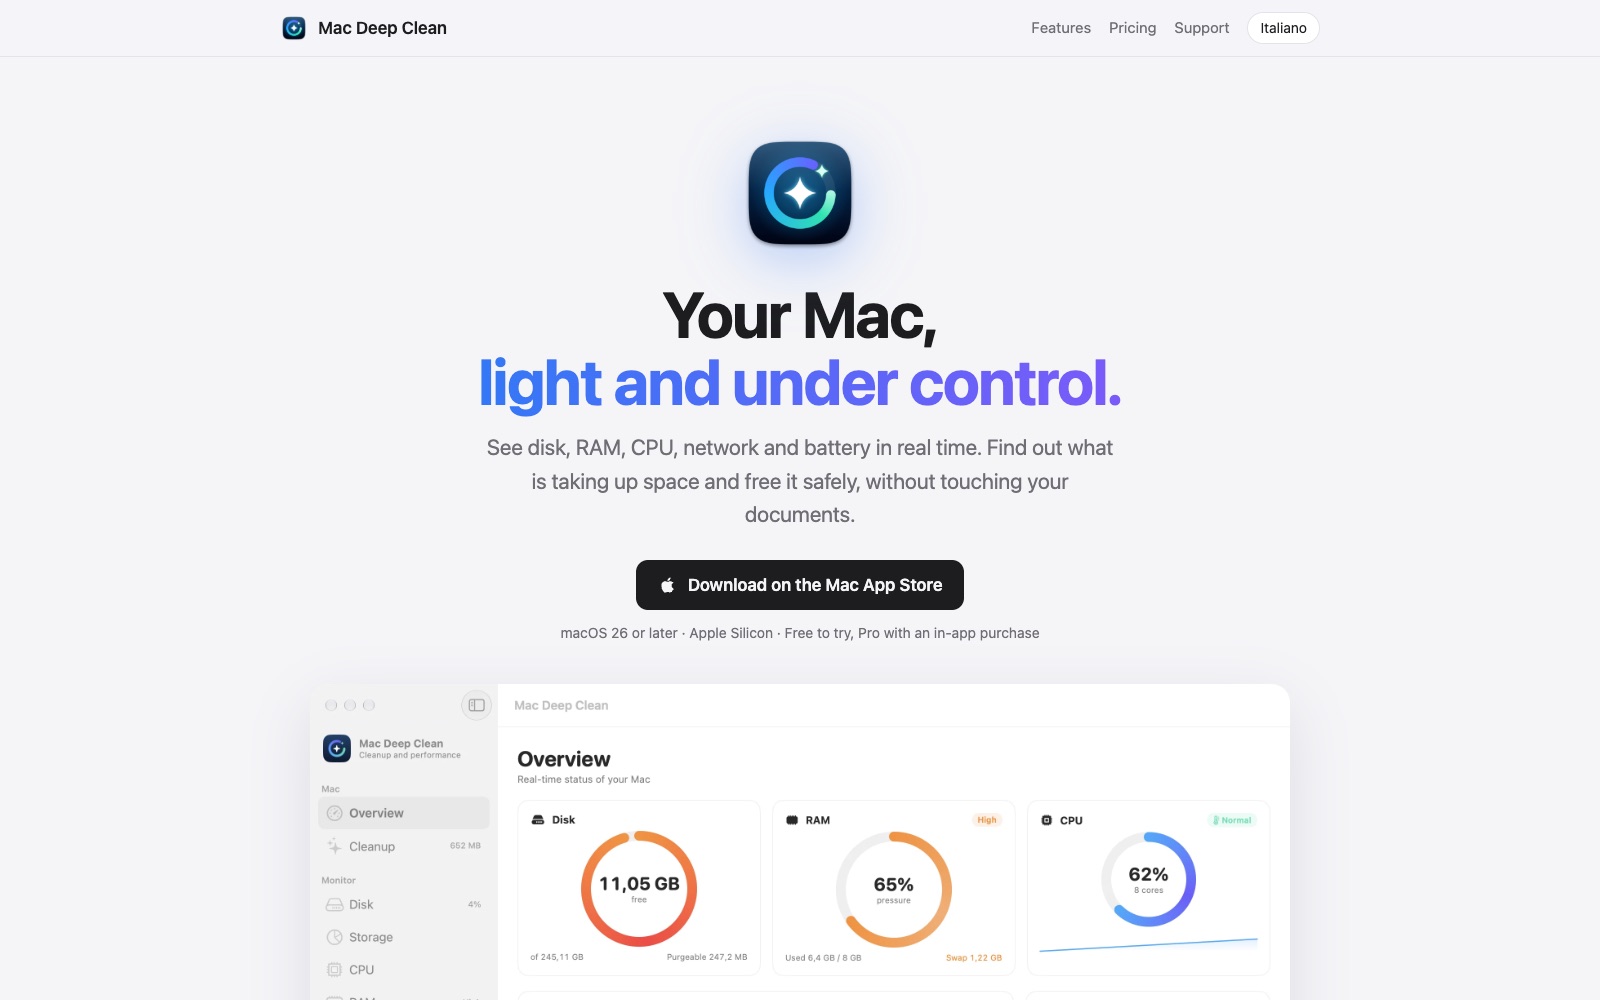 Mac Deep Clean
Features
Pricing
Support
Italiano
Your Mac,
light and under control.
See disk, RAM, CPU, network and battery in real time. Find out what
is taking up space and free it safely, without touching your
documents.
Download on the Mac App Store
macOS 26 or later · Apple Silicon · Free to try, Pro with an in-app purchase
Mac Deep Clean
Cleanup and performance
Mac
Overview
Cleanup 652 MB
Monitor
Disk 4%
Storage
CPU
Mac Deep Clean
Overview
Real-time status of your Mac
Disk
11,05 GB
free
of 245,11 GB
Purgeable 247,2 MB
RAM
High
65%
pressure
Used 6,4 GB / 8 GB
Swap 1,22 GB
CPU
Normal
62%
8 cores